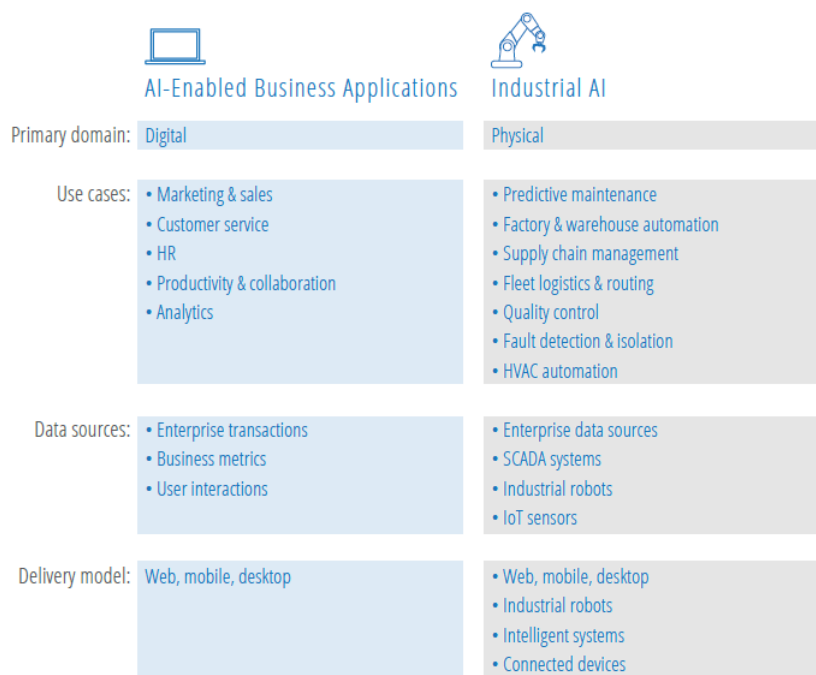 AI-Enabled Business Applications
Industrial AI
Primary domain:
Digital
Physical
Use cases:
• Marketing & sales
• Customer service
• HR
• Productivity & collaboration
• Analytics
• Predictive maintenance
• Factory & warehouse automation
• Supply chain management
• Fleet logistics & routing
• Quality control
• Fault detection & isolation
• HVAC automation
Data sources:
• Enterprise transactions
• Business metrics
• User interactions
• Enterprise data sources
• SCADA systems
• Industrial robots
• IoT sensors
Delivery model:
Web, mobile, desktop
• Web, mobile, desktop
• Industrial robots
• Intelligent systems
• Connected devices